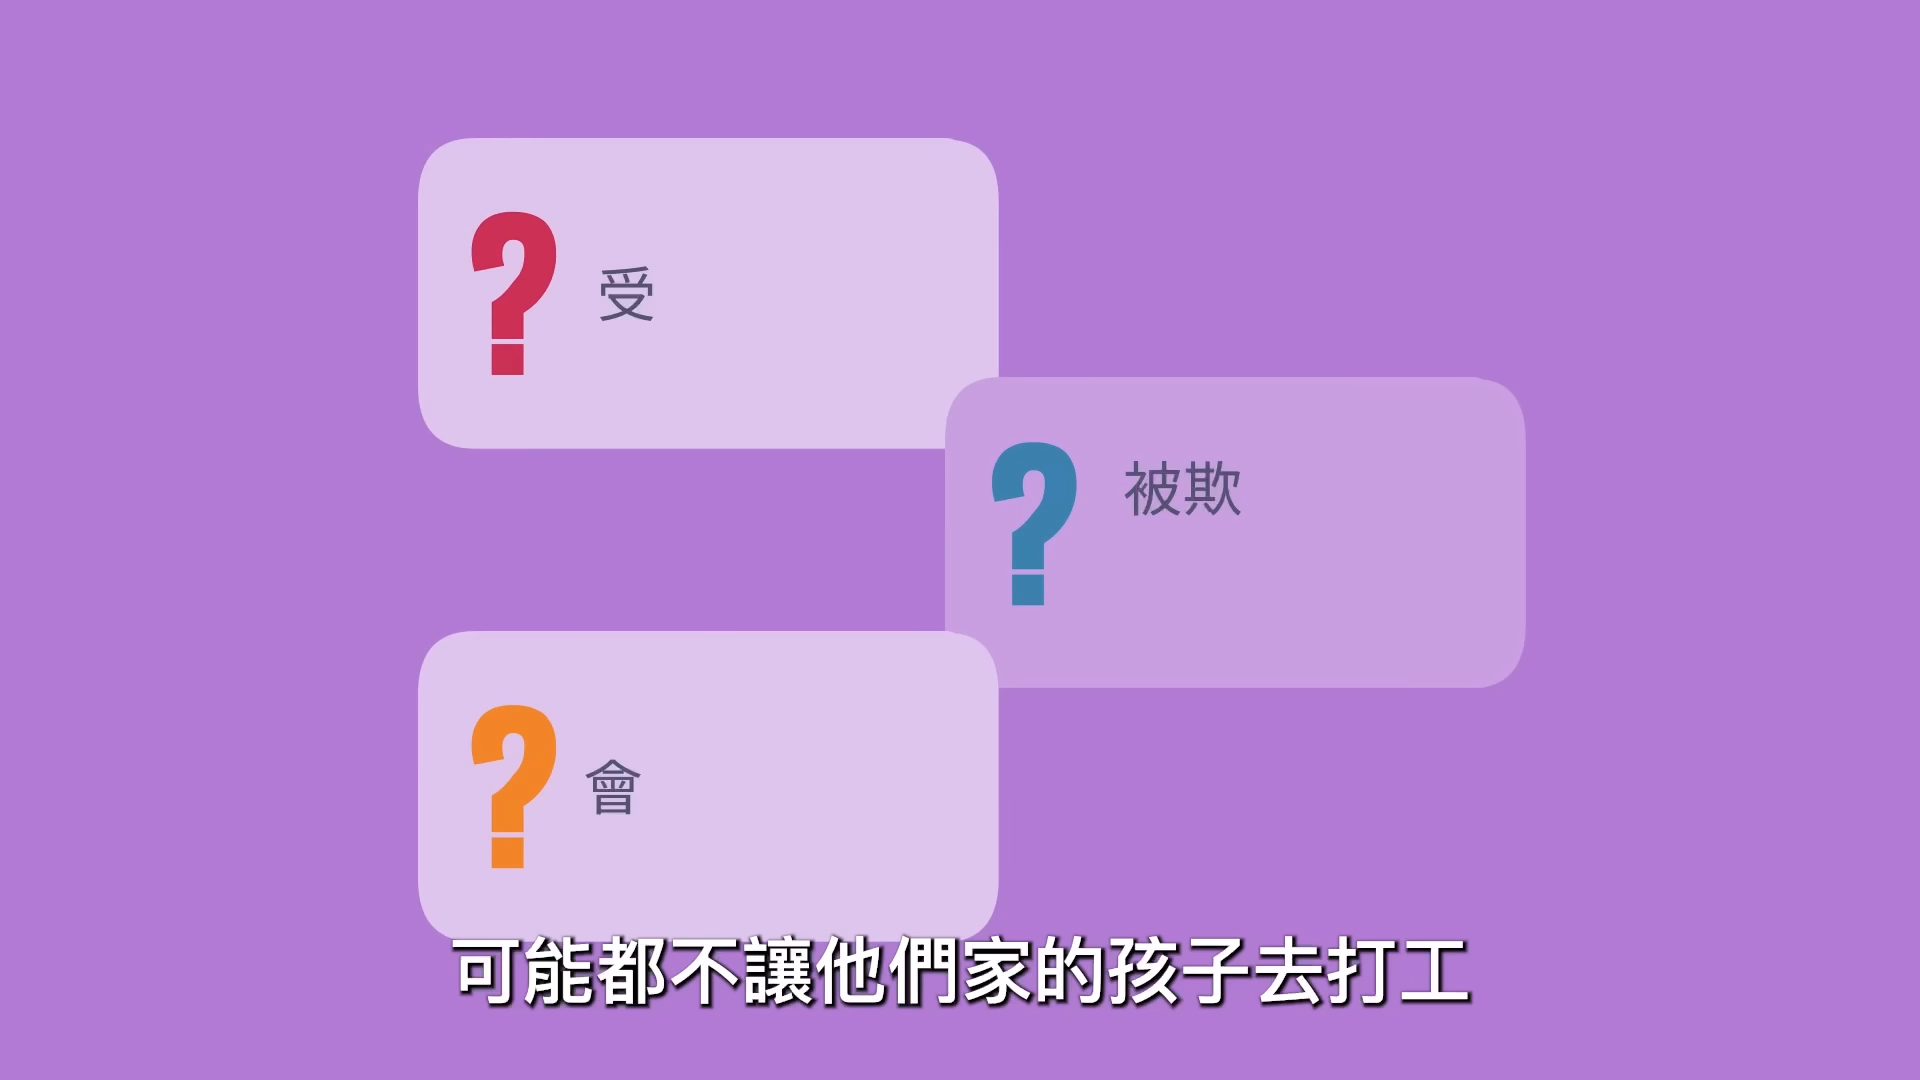 ? 受
? 被欺
? 會
可能都不讓他們家的孩子去打工